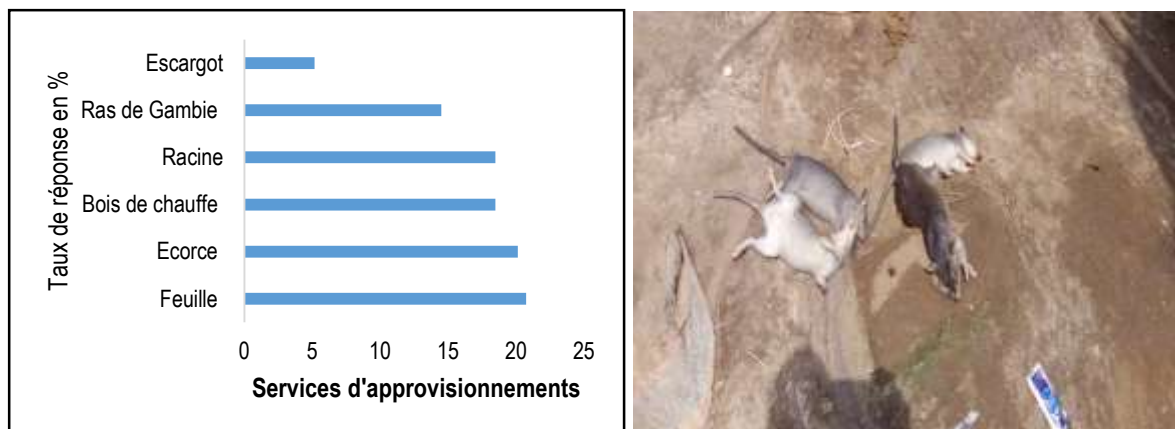 Taux de réponse en %
Escargot
Ras de Gambie
Racine
Bois de chauffe
Ecorce
Feuille
0 5 10 15 20 25
Services d'approvisionnements